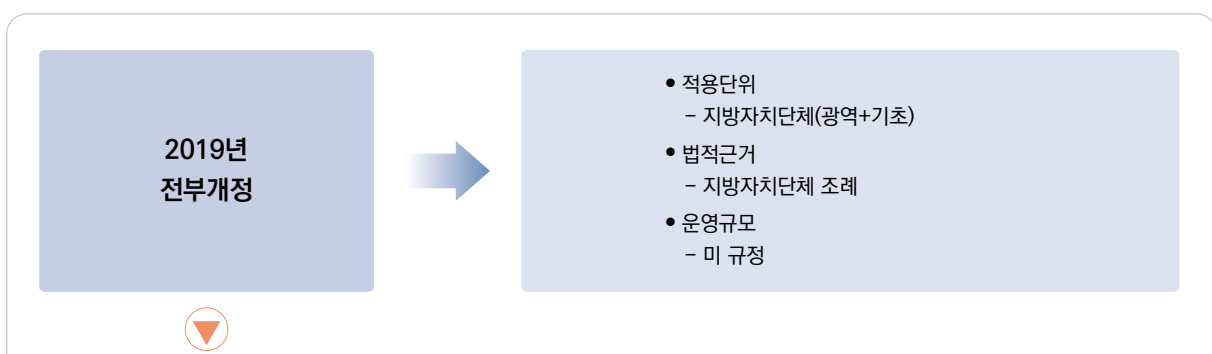 2019년
전부개정
• 적용단위
– 지방자치단체(광역+기초)
• 법적근거
– 지방자치단체 조례
• 운영규모
– 미 규정